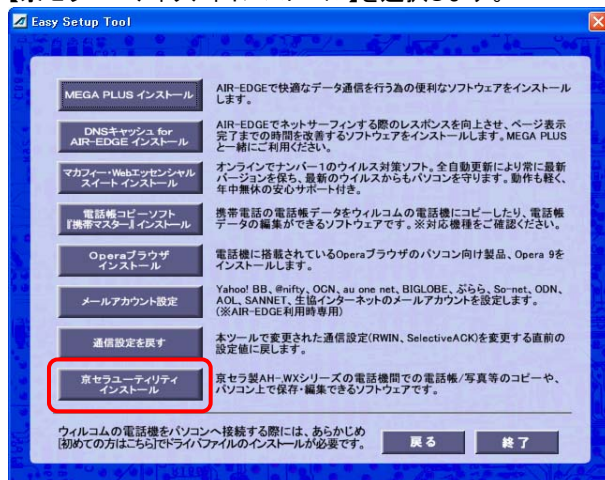 Easy Setup Tool
MEGA PLUS インストール
AIR-EDGEで快適なデータ通信を行う為の便利なソフトウェアをインストール
します。
DNSキャッシュ for
AIR-EDGE インストール
AIR-EDGEでネットサーフィンする際のレスポンスを向上させ、ページ表示
完了までの時間を改善するソフトウェアをインストールします。MEGA PLUS
と一緒にご利用ください。
マカフィー・Webエッセンシャル
スイート インストール
オンラインでナンバー1のウイルス対策ソフト。全自動更新により常に最新
バージョンを保ち、最新のウイルスからもパソコンを守ります。動作も軽く、
年中無休の安心サポート付き。
電話帳コピーソフト
『携帯マスター』インストール
携帯電話の電話帳データをウィルコムの電話機にコピーしたり、電話帳
データの編集ができるソフトウェアです。※対応機種をご確認ください。
Operaブラウザ
インストール
電話機に搭載されているOperaブラウザのパソコン向け製品、Opera 9を
インストールします。
メールアカウント設定
Yahoo! BB、@nifty、OCN、au one net、BIGLOBE、ぷらら、So-net、ODN、
AOL、SANNET、生協インターネットのメールアカウントを設定します。
(※AIR-EDGE利用時専用)
通信設定を戻す
本ツールで変更された通信設定(RWIN、SelectiveACK)を変更する直前の
設定値に戻します。
京セラユーティリティ
インストール
京セラ製AH-WXシリーズの電話機間での電話帳/写真等のコピーや、
パソコン上で保存・編集できるソフトウェアです。
ウィルコムの電話機をパソコンへ接続する際には、あらかじめ
[初めての方はこちら]でドライバファイルのインストールが必要です。
戻る
終了